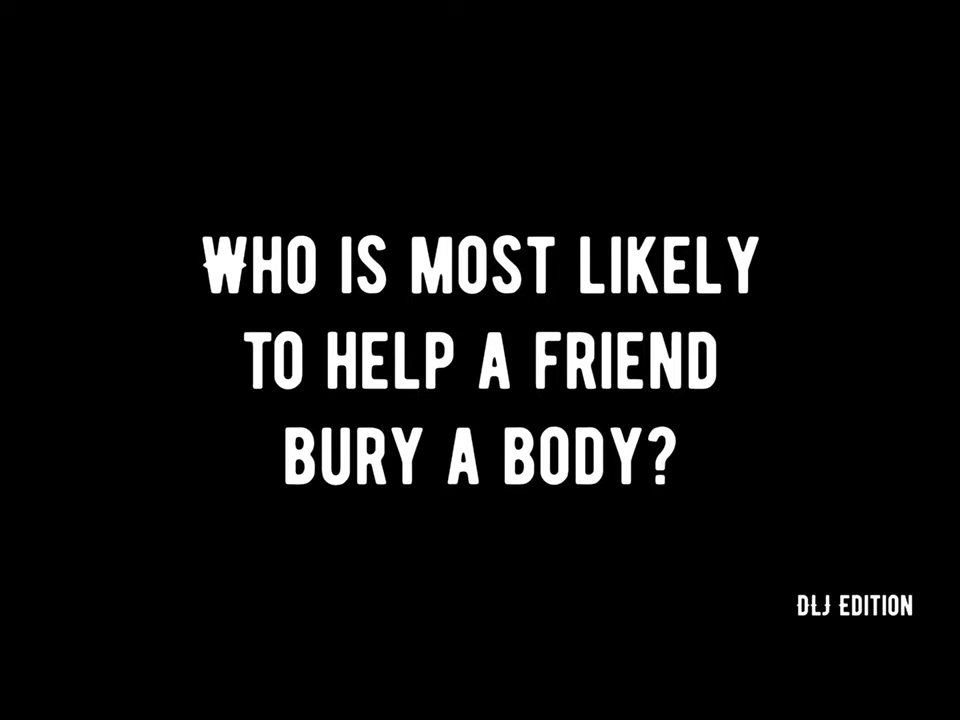 Who is most likely
to help a friend
bury a body?
DLJ Edition